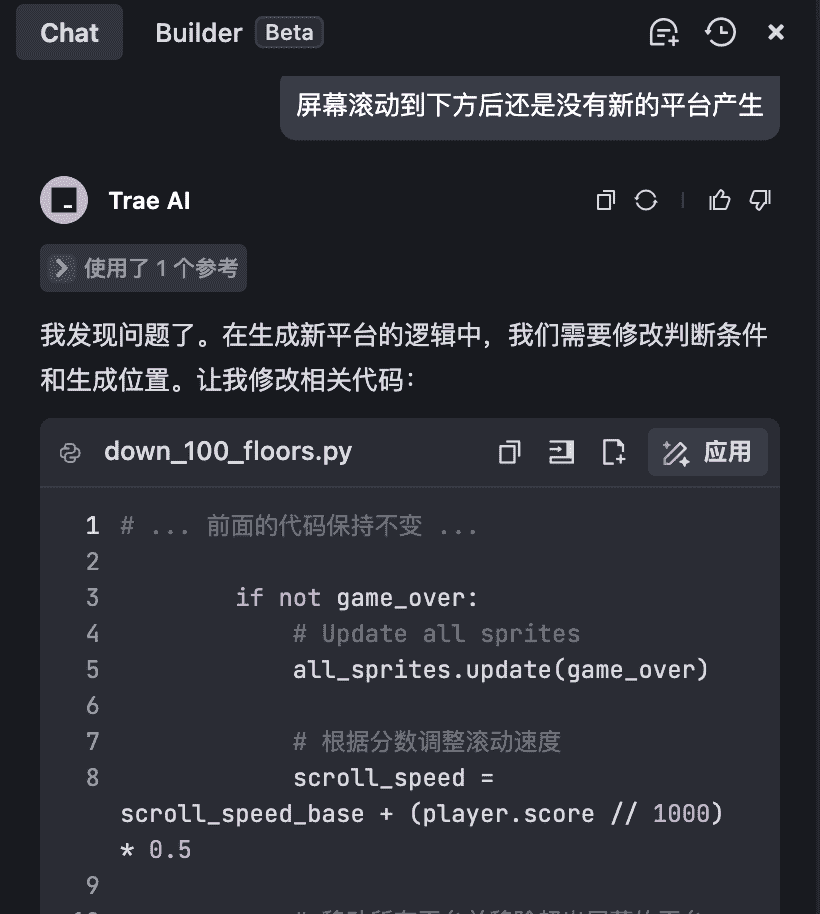 Chat Builder Beta
屏幕滚动到下方后还是没有新的平台产生
Trae AI
使用了 1 个参考
我发现问题了。在生成新平台的逻辑中，我们需要修改判断条件
和生成位置。让我修改相关代码：
down_100_floors.py 应用
1 # ... 前面的代码保持不变 ...
2
3 if not game_over:
4 # Update all sprites
5 all_sprites.update(game_over)
6
7 # 根据分数调整滚动速度
8 scroll_speed =
scroll_speed_base + (player.score // 1000)
* 0.5
9